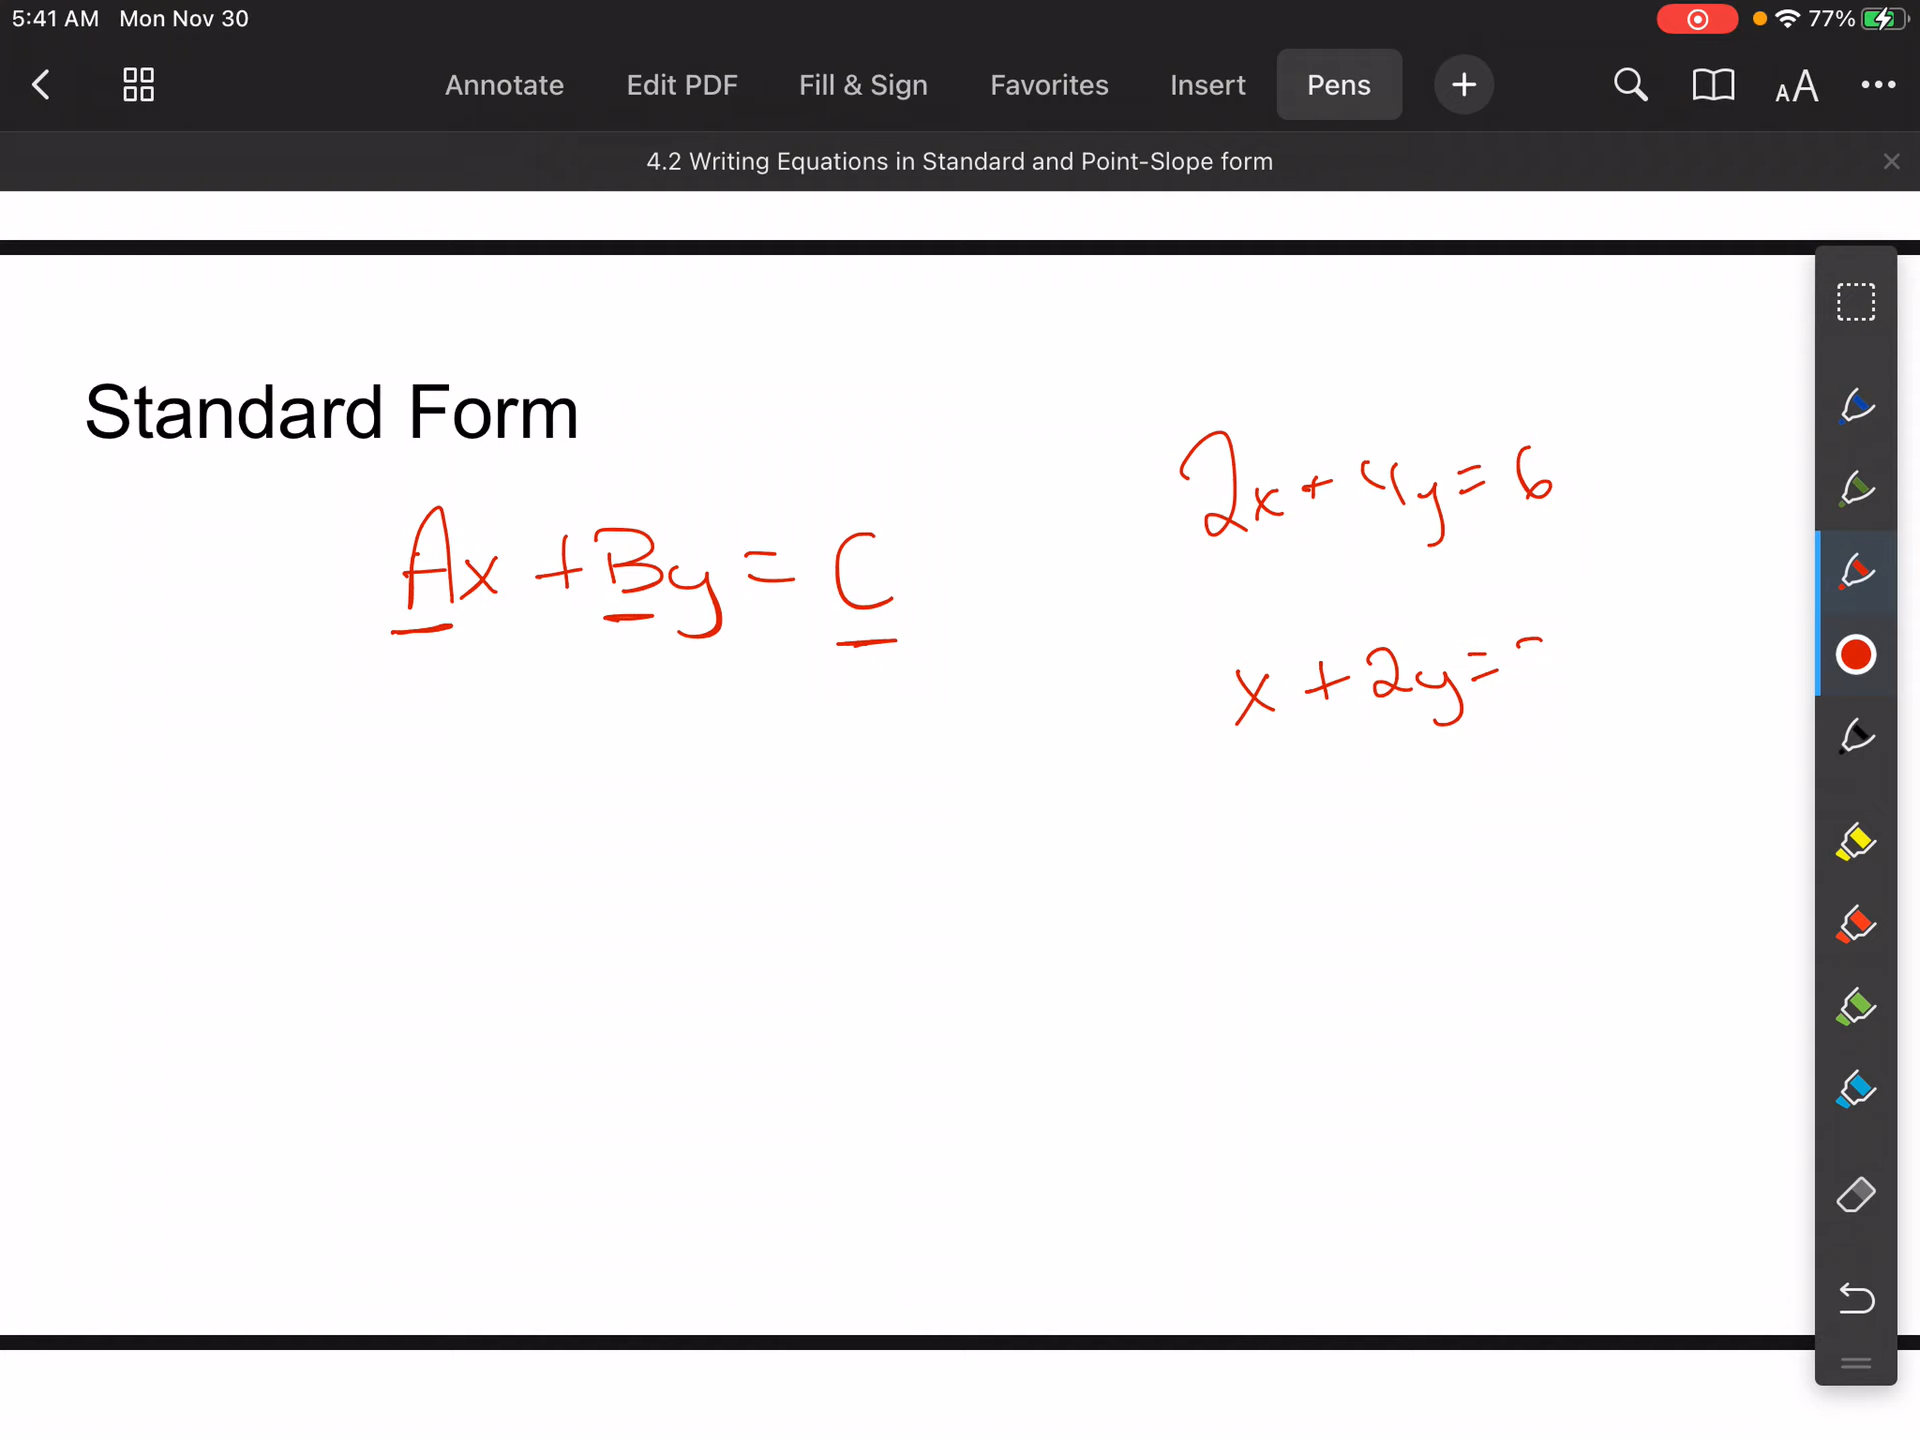 5:41 AM Mon Nov 30 77%
Annotate Edit PDF Fill & Sign Favorites Insert Pens + AA
4.2 Writing Equations in Standard and Point-Slope form
Standard Form
Ax + By = C
2x + 4y = 6
x + 2y =